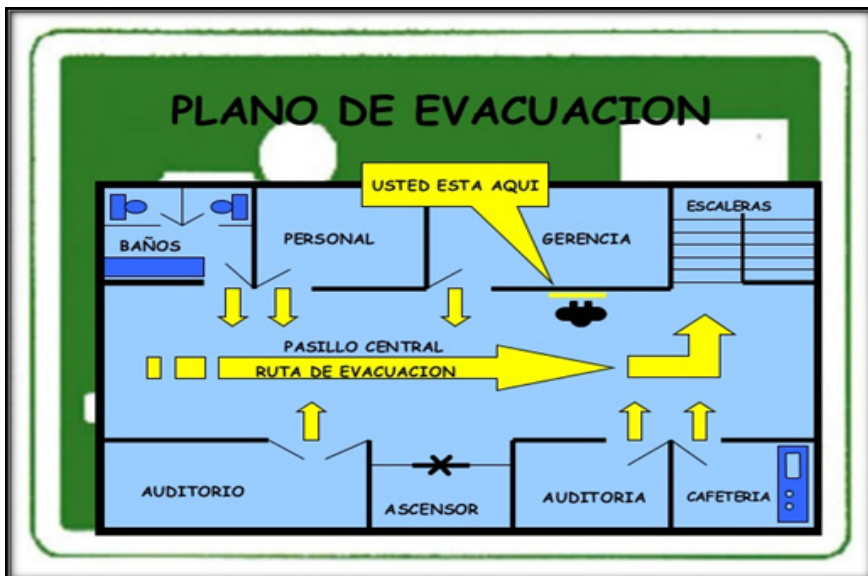 PLANO DE EVACUACION
USTED ESTA AQUI
ESCALERAS
BAÑOS
PERSONAL
GERENCIA
PASILLO CENTRAL
RUTA DE EVACUACION
AUDITORIO
ASCENSOR
AUDITORIA
CAFETERIA